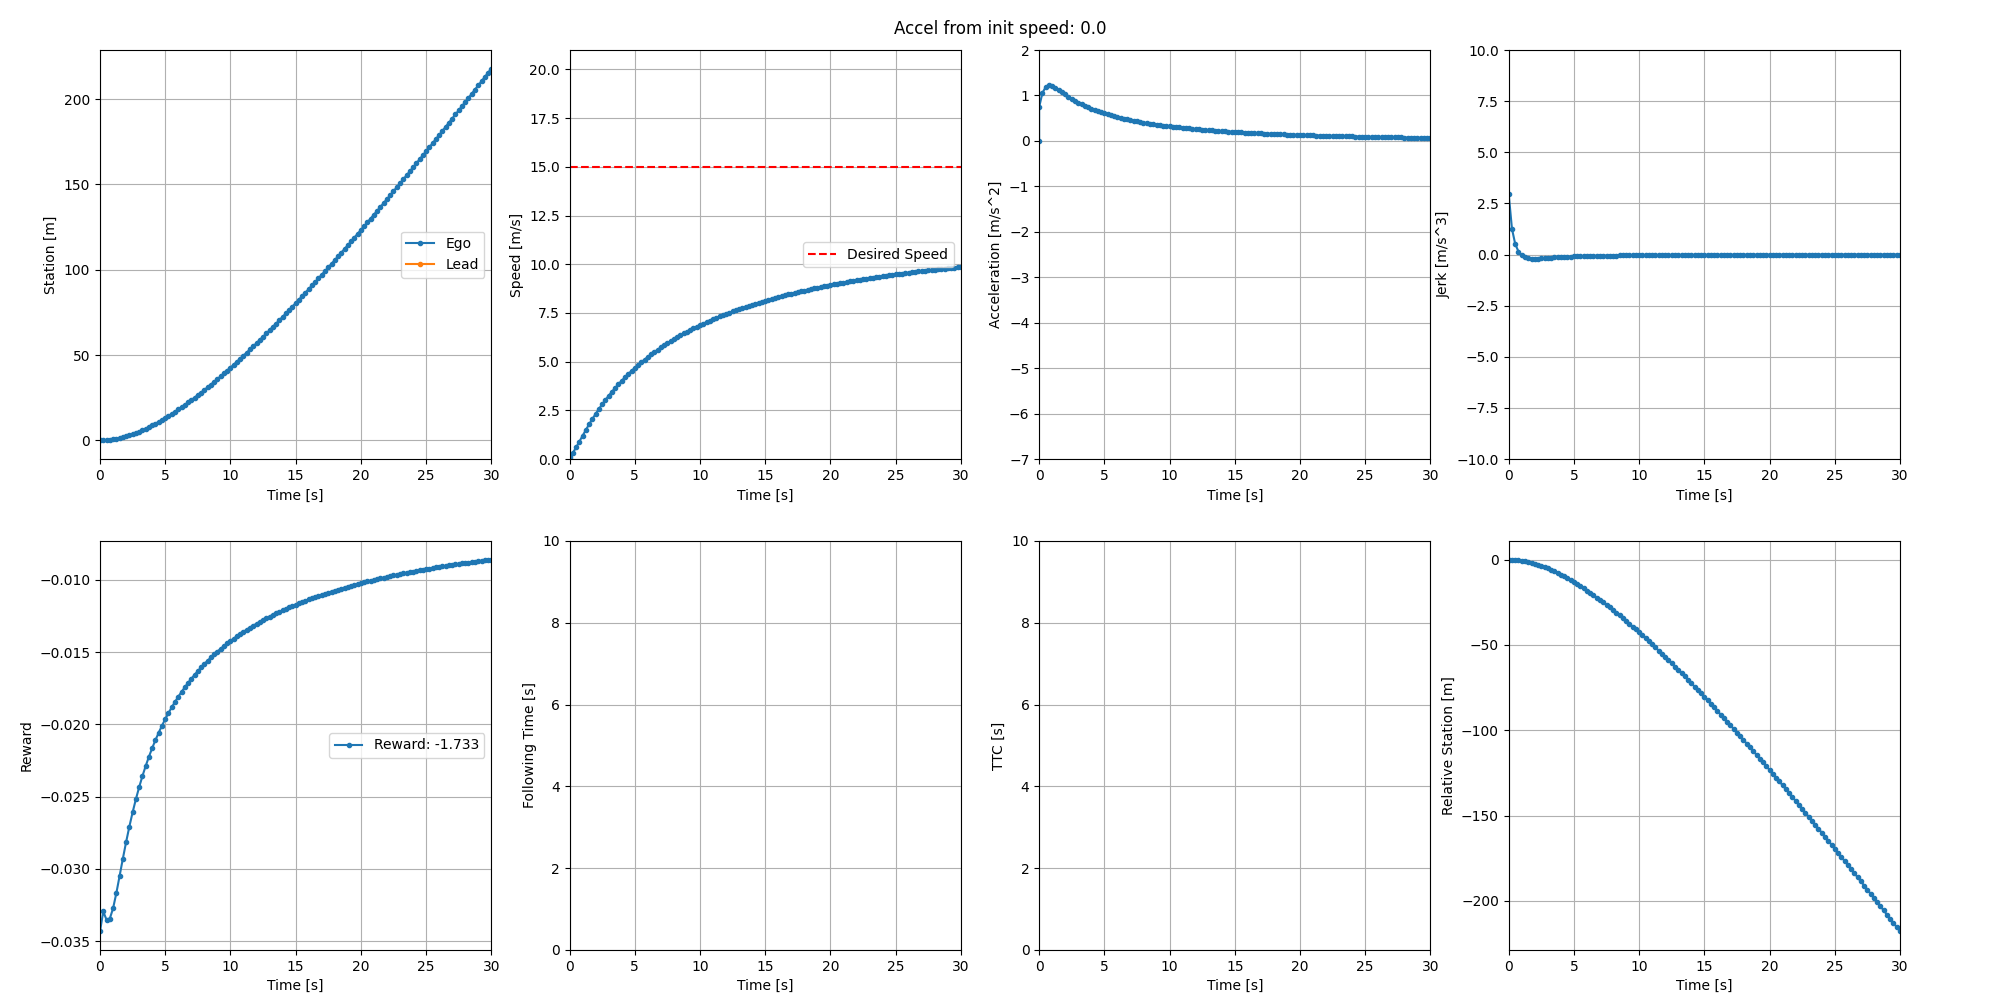 Accel from init speed: 0.0
200
150
100
50
0
Station [m]
Ego
Lead
0 5 10 15 20 25 30
Time [s]
20.0
17.5
15.0
12.5
10.0
7.5
5.0
2.5
0.0
Speed [m/s]
Desired Speed
0 5 10 15 20 25 30
Time [s]
2
1
0
−1
−2
−3
−4
−5
−6
−7
Acceleration [m/s^2]
0 5 10 15 20 25 30
Time [s]
10.0
7.5
5.0
2.5
0.0
−2.5
−5.0
−7.5
−10.0
Jerk [m/s^3]
0 5 10 15 20 25 30
Time [s]
−0.010
−0.015
−0.020
−0.025
−0.030
−0.035
Reward
Reward: -1.733
0 5 10 15 20 25 30
Time [s]
10
8
6
4
2
0
Following Time [s]
0 5 10 15 20 25 30
Time [s]
10
8
6
4
2
0
TTC [s]
0 5 10 15 20 25 30
Time [s]
0
−50
−100
−150
−200
Relative Station [m]
0 5 10 15 20 25 30
Time [s]